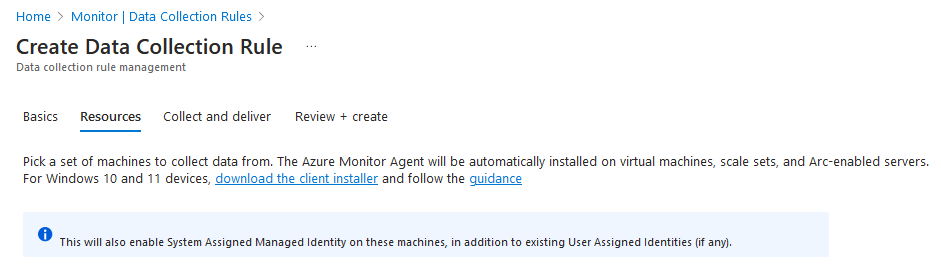 Home > Monitor | Data Collection Rules >
Create Data Collection Rule ...
Data collection rule management
Basics Resources Collect and deliver Review + create
Pick a set of machines to collect data from. The Azure Monitor Agent will be automatically installed on virtual machines, scale sets, and Arc-enabled servers.
For Windows 10 and 11 devices, download the client installer and follow the guidance
This will also enable System Assigned Managed Identity on these machines, in addition to existing User Assigned Identities (if any).